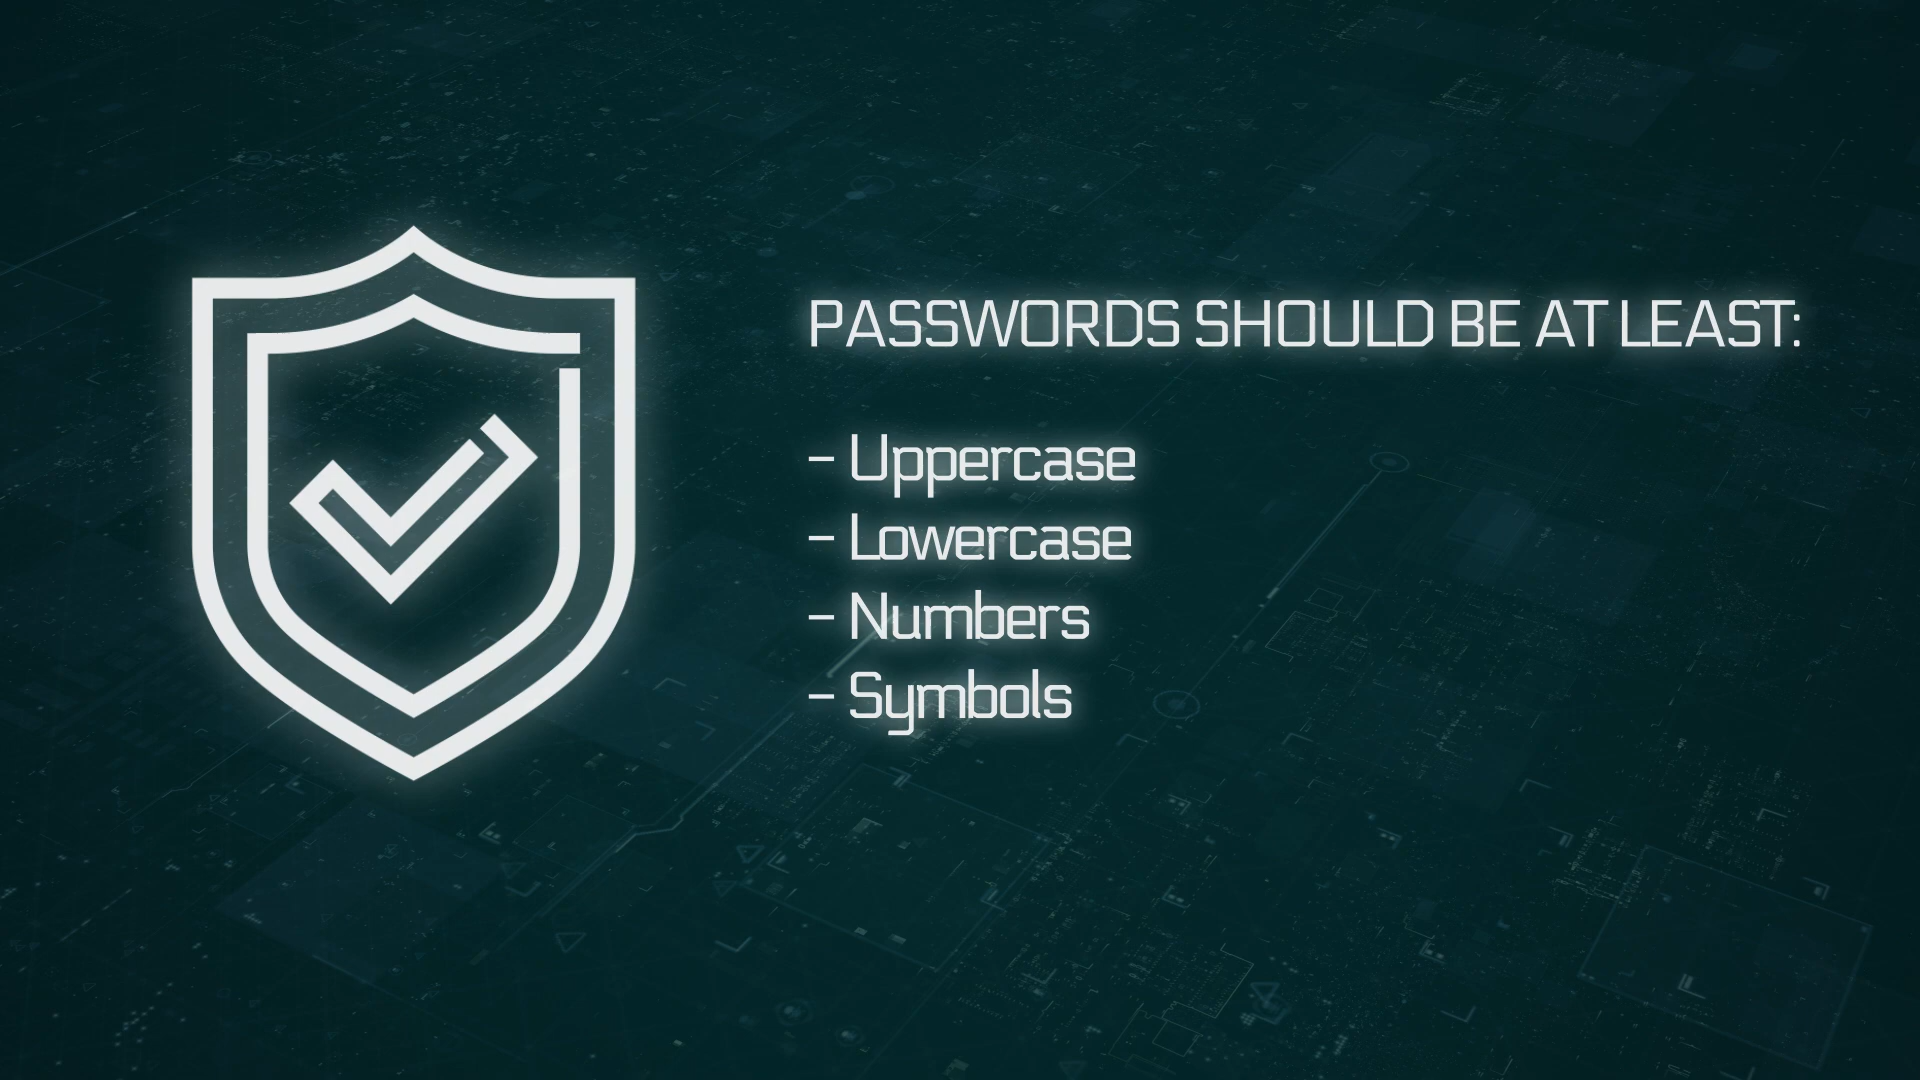 PASSWORDS SHOULD BE AT LEAST:
- Uppercase
- Lowercase
- Numbers
- Symbols